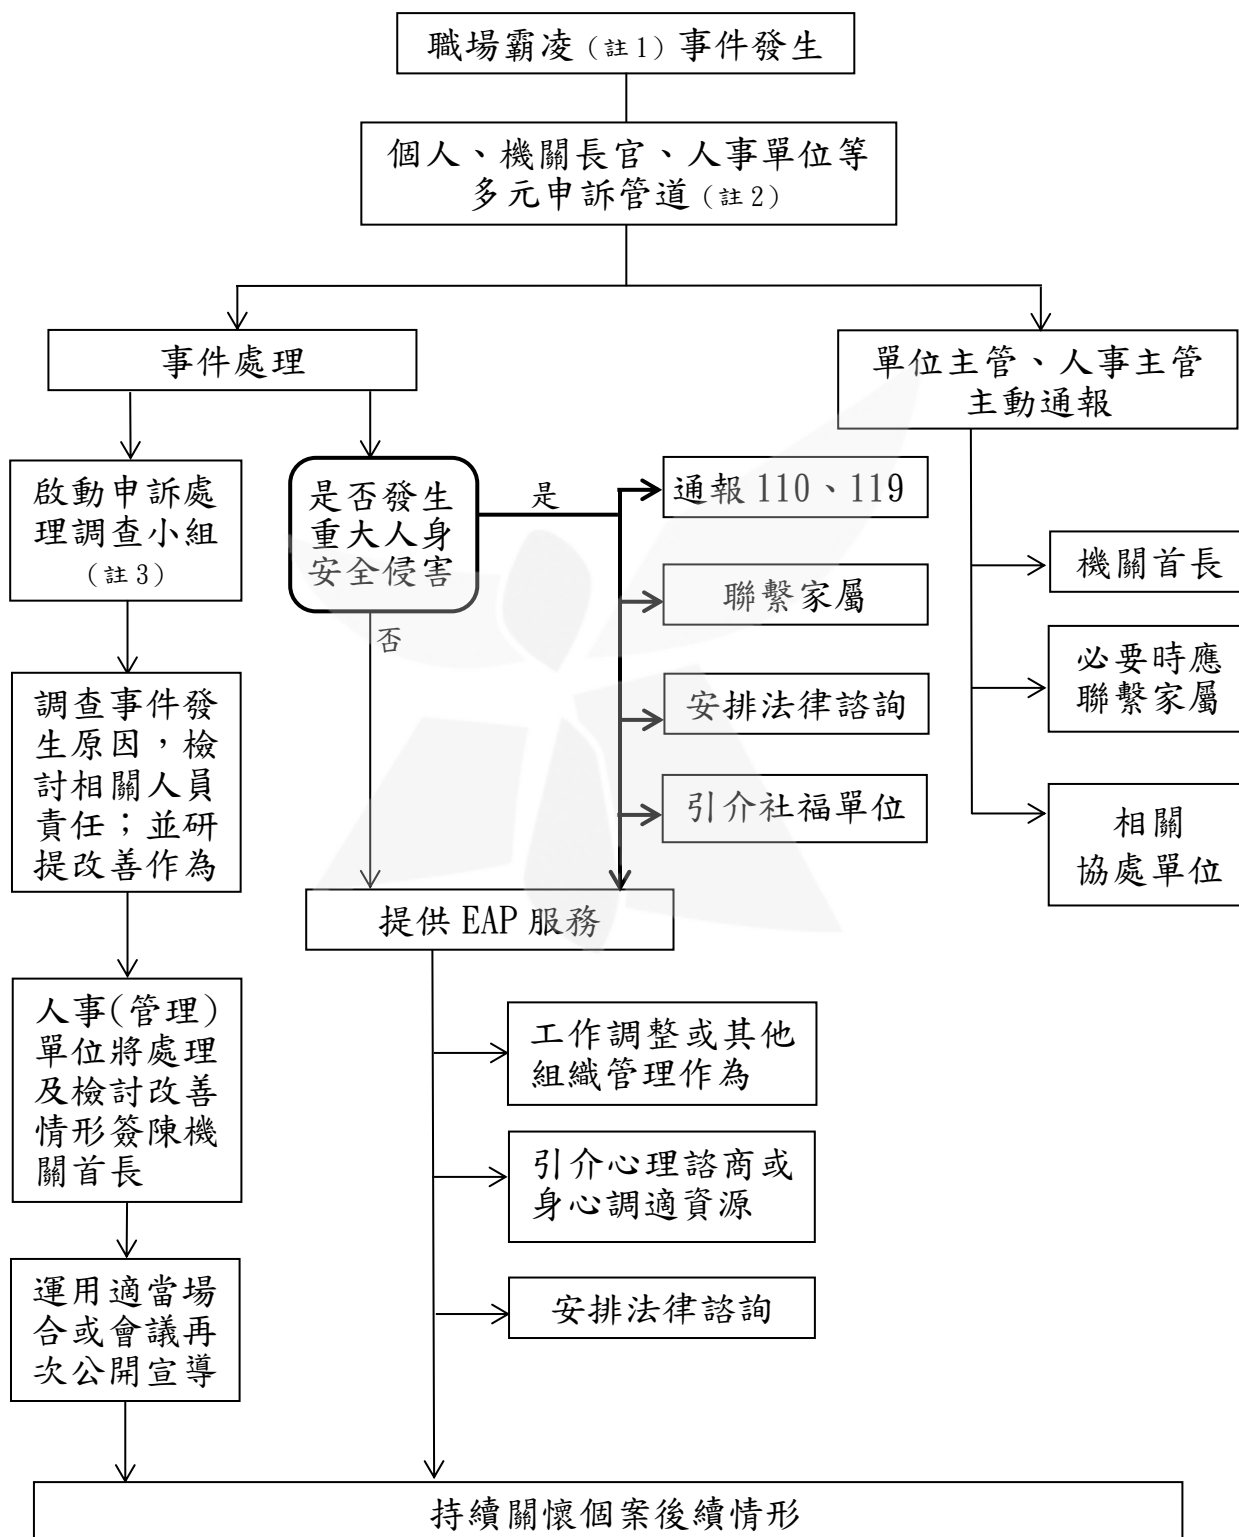 職場霸凌(註1)事件發生
個人、機關長官、人事單位等
多元申訴管道(註2)
事件處理
單位主管、人事主管
主動通報
啟動申訴處
理調查小組
(註3)
是否發生
重大人身
安全侵害
是
否
通報110、119
聯繫家屬
安排法律諮詢
引介社福單位
機關首長
必要時應
聯繫家屬
相關
協處單位
調查事件發
生原因，檢
討相關人員
責任；並研
提改善作為
提供EAP服務
人事(管理)
單位將處理
及檢討改善
情形簽陳機
關首長
工作調整或其他
組織管理作為
引介心理諮商或
身心調適資源
安排法律諮詢
運用適當場
合或會議再
次公開宣導
持續關懷個案後續情形